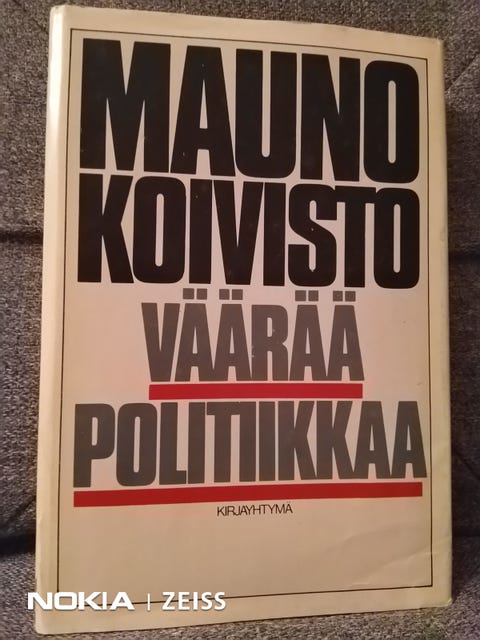 MAUNO
KOIVISTO
VÄÄRÄÄ
POLITIIKKAA
KIRJAYHTYMÄ
NOKIA | ZEISS